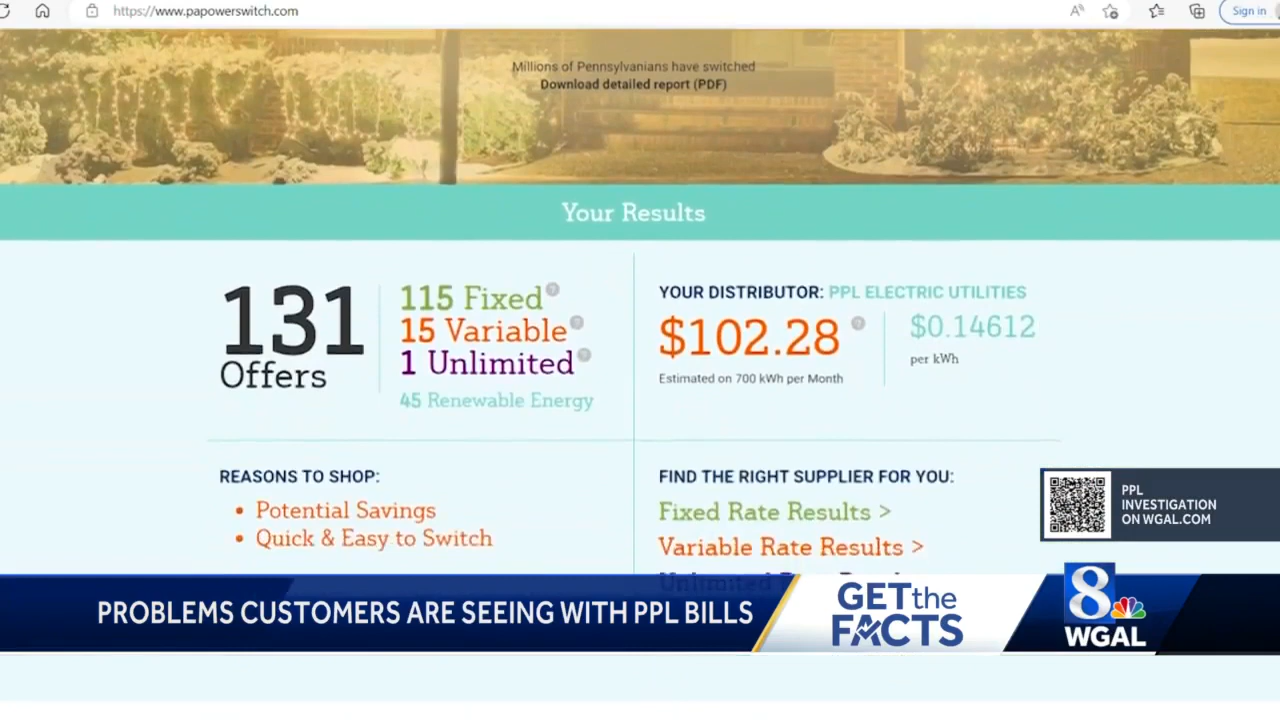 https://www.papowerswitch.com
Sign in
Millions of Pennsylvanians have switched
Download detailed report (PDF)
Your Results
131
Offers
115 Fixed ?
15 Variable ?
1 Unlimited ?
45 Renewable Energy
YOUR DISTRIBUTOR: PPL ELECTRIC UTILITIES
$102.28 ?
Estimated on 700 kWh per Month
$0.14612
per kWh
REASONS TO SHOP:
• Potential Savings
• Quick & Easy to Switch
FIND THE RIGHT SUPPLIER FOR YOU:
Fixed Rate Results >
Variable Rate Results >
Unlimited
PPL
INVESTIGATION
ON WGAL.COM
PROBLEMS CUSTOMERS ARE SEEING WITH PPL BILLS
GET the
FACTS
8
WGAL